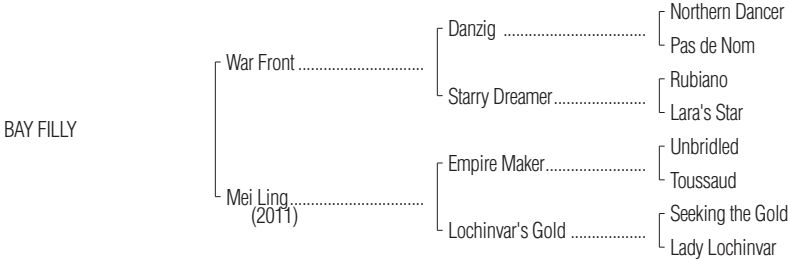 Northern Dancer
Danzig ..................................
Pas de Nom
War Front ..............................
Rubiano
Starry Dreamer......................
Lara's Star
BAY FILLY
Unbridled
Empire Maker........................
Toussaud
Mei Ling................................
(2011)
Seeking the Gold
Lochinvar's Gold ..................
Lady Lochinvar